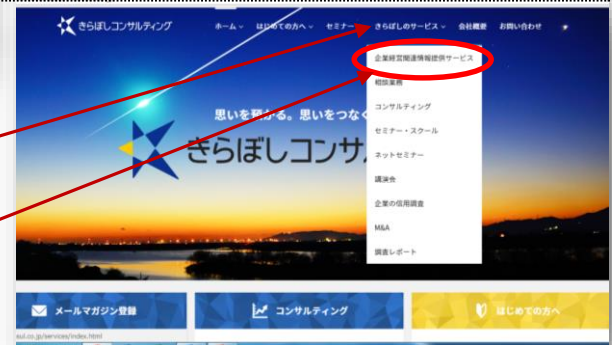 きらぼしコンサルティング
ホーム
はじめての方へ
セミナー
きらぼしのサービス
会社概要
お問い合わせ
企業経営関連情報提供サービス
相談業務
コンサルティング
セミナー・スクール
ネットセミナー
講演会
企業の信用調査
M&A
調査レポート
思いを預かる。思いをつなぐ
きらぼしコンサ
メールマガジン登録
コンサルティング
はじめての方へ
sul.co.jp/services/index.html